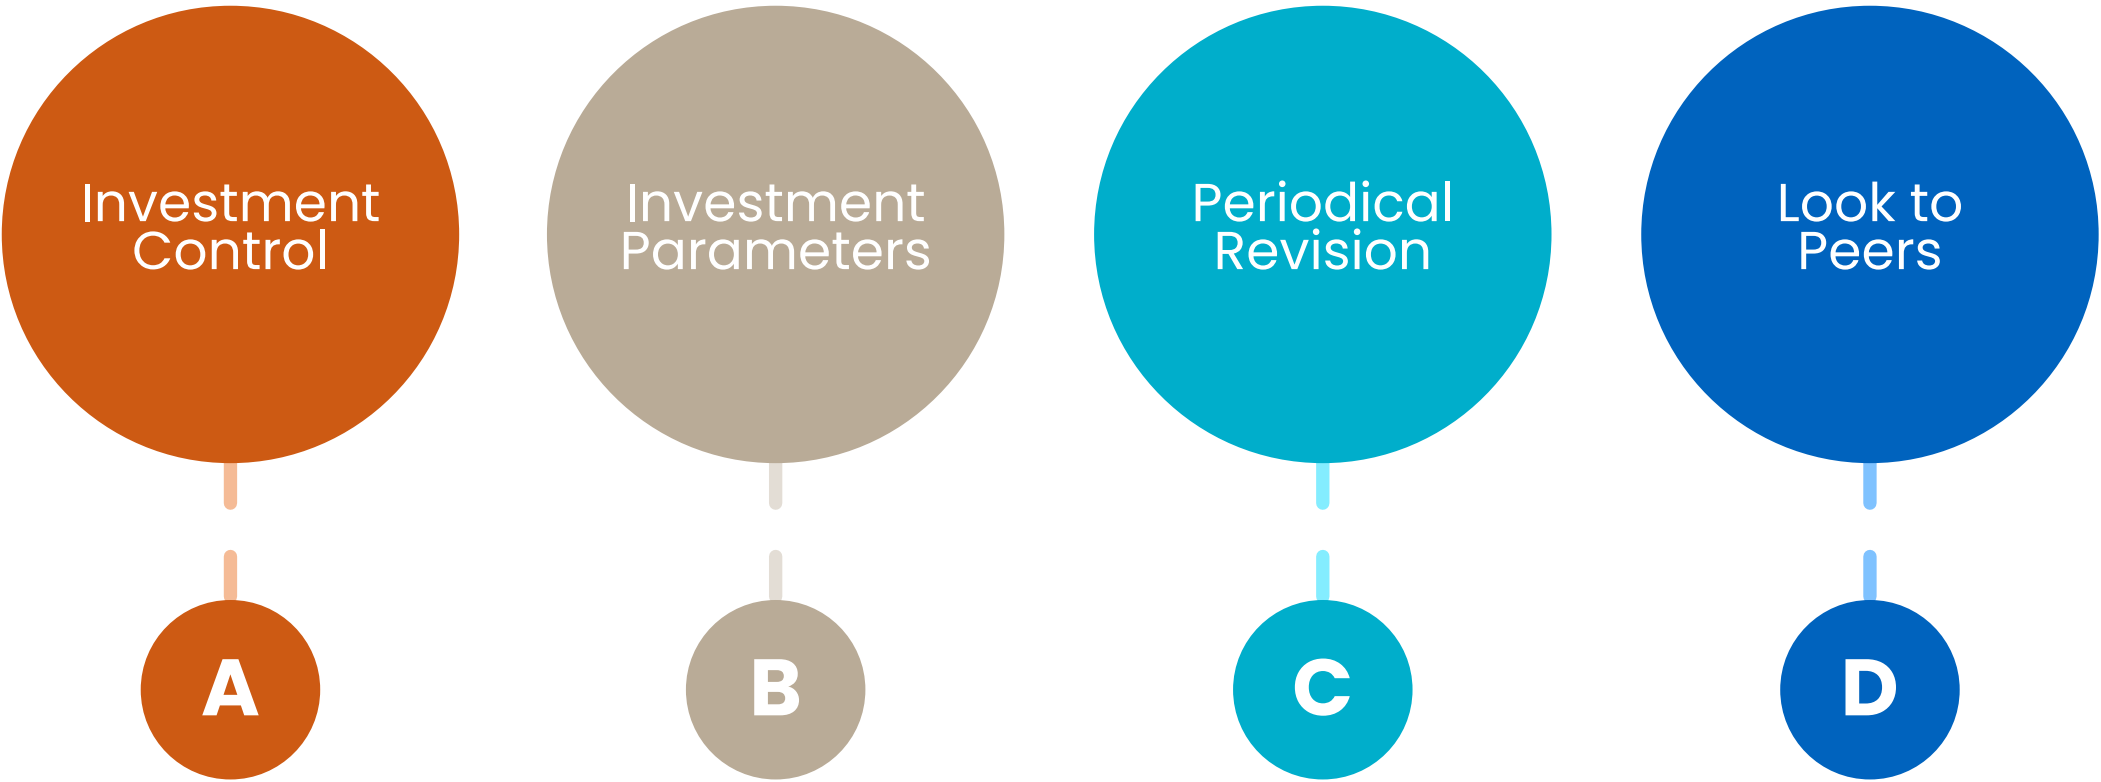 Investment
Control
Investment
Parameters
Periodical
Revision
Look to
Peers
A
B
C
D